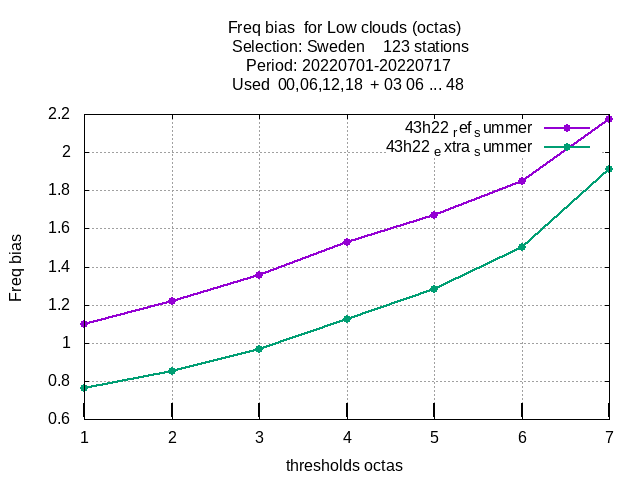 Freq bias  for Low clouds (octas)
Selection: Sweden    123 stations
Period: 20220701-20220717
Used  00,06,12,18  + 03 06 ... 48
43h22 ref summer
43h22 extra summer
2.2
2
1.8
1.6
1.4
1.2
1
0.8
0.6
Freq bias
1 2 3 4 5 6 7
thresholds octas